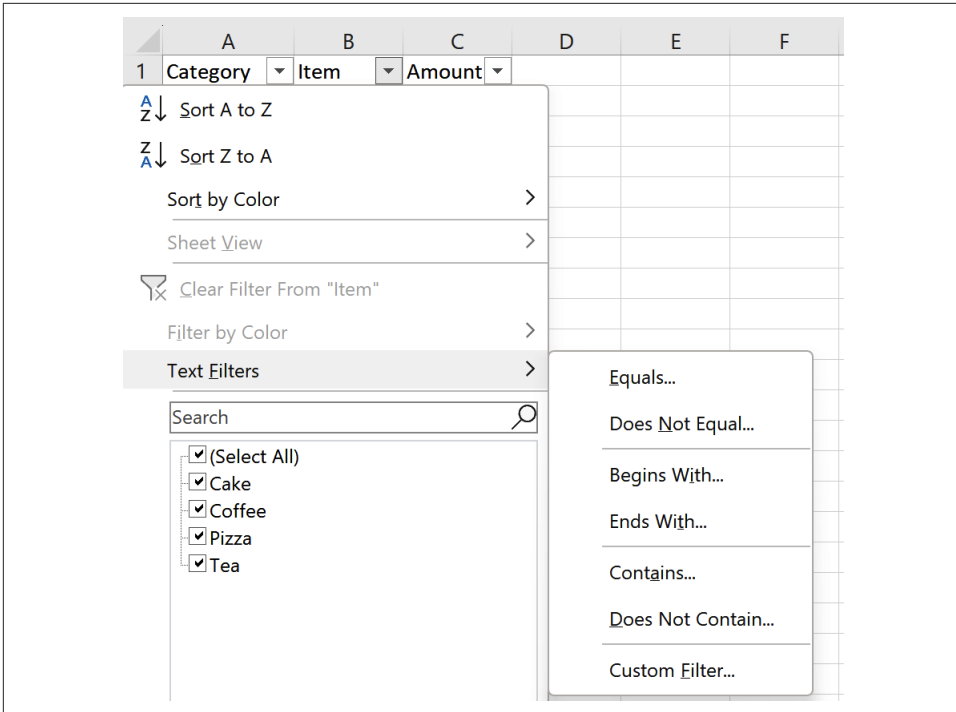 A B C D E F
1 Category Item Amount
Sort A to Z
Sort Z to A
Sort by Color
Sheet View
Clear Filter From "Item"
Filter by Color
Text Filters
Search
(Select All)
Cake
Coffee
Pizza
Tea
Equals...
Does Not Equal...
Begins With...
Ends With...
Contains...
Does Not Contain...
Custom Filter...